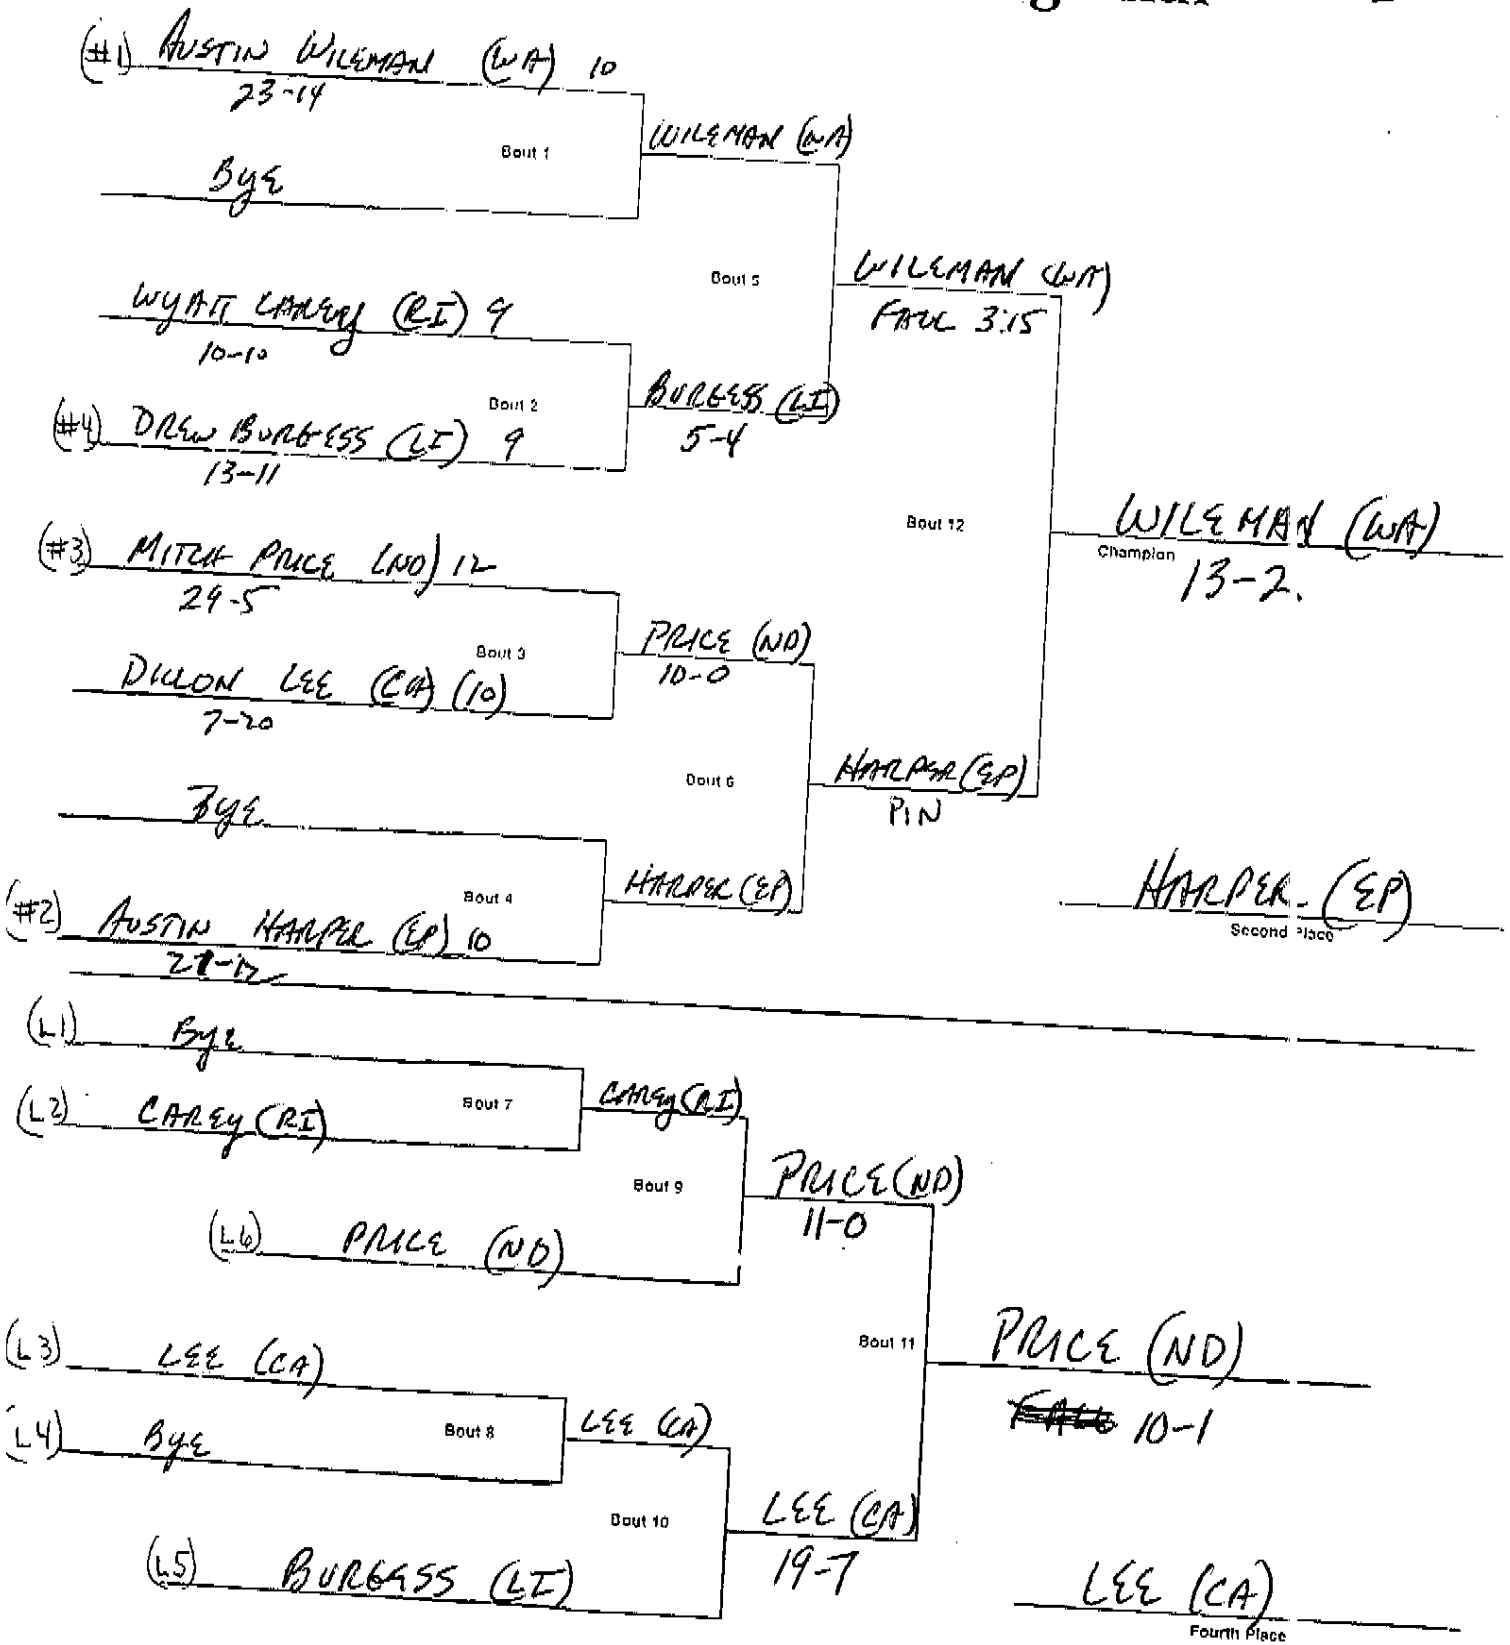 (#1) AUSTIN WILEMAN (WA) 10
23-14
Bout 1
WILEMAN (WA)
Bye
Bout 5
WILEMAN (WA)
FALL 3:15
WYATT CAREY (RI) 9
10-10
Bout 2
BURGESS (LI)
5-4
(#4) DREW BURGESS (LI) 9
13-11
Bout 12
WILEMAN (WA)
Champion
13-2.
(#3) MITCH PRICE (ND) 12
29-5
Bout 3
PRICE (ND)
10-0
DILLON LEE (CA) (10)
7-20
Bout 6
HARPER (EP)
PIN
Bye
Bout 4
HARPER (EP)
HARPER (EP)
Second Place
(#2) AUSTIN HARPER (EP) 10
(L1) Bye
(L2) CAREY (RI)
Bout 7
CAREY (RI)
Bout 9
PRICE (ND)
11-0
(L6) PRICE (ND)
(L3) LEE (CA)
Bout 11
PRICE (ND)
10-1
(L4) Bye
Bout 8
LEE (CA)
Bout 10
LEE (CA)
19-7
(L5) BURGESS (LI)
LEE (CA)
Fourth Place